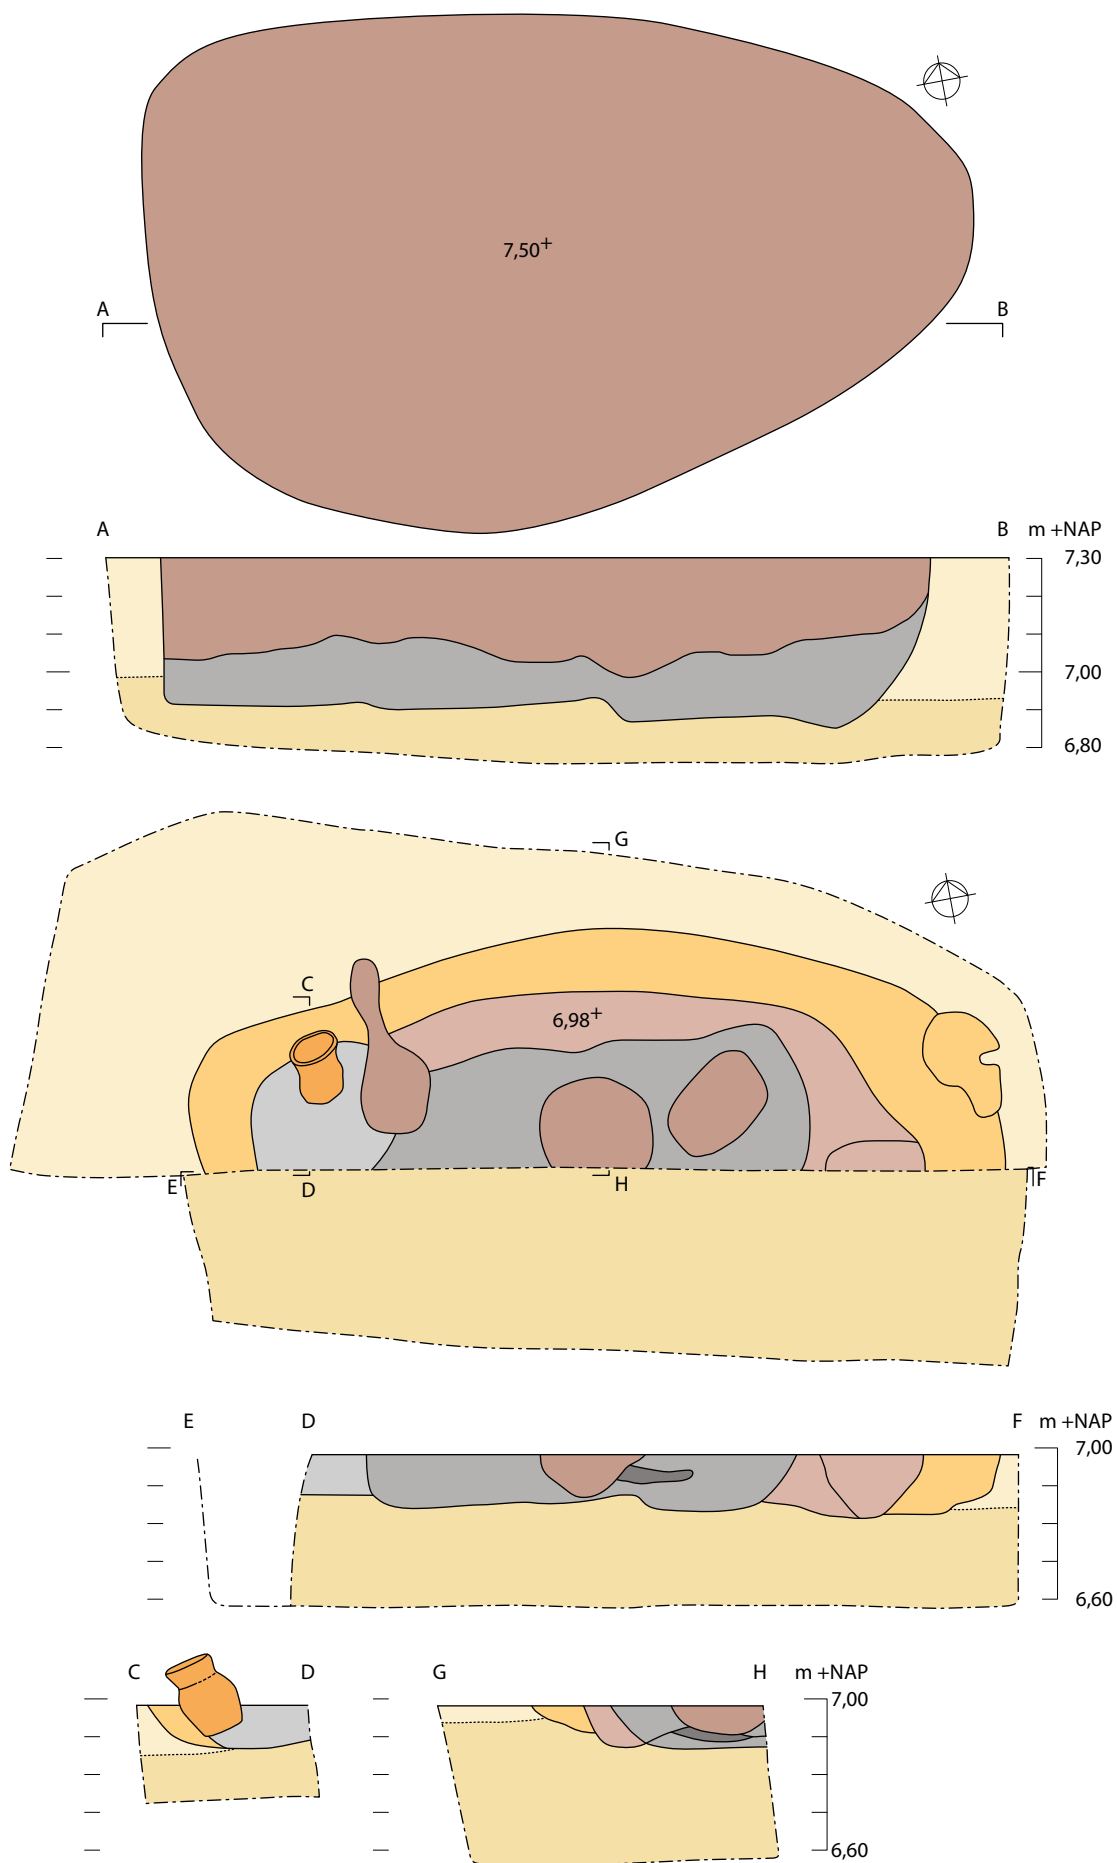 7,50+
A B
A B m +NAP
7,30
7,00
6,80
G
C
6,98+
E D H F
E D F m +NAP
7,00
6,60
C D G H m +NAP
7,00
6,60